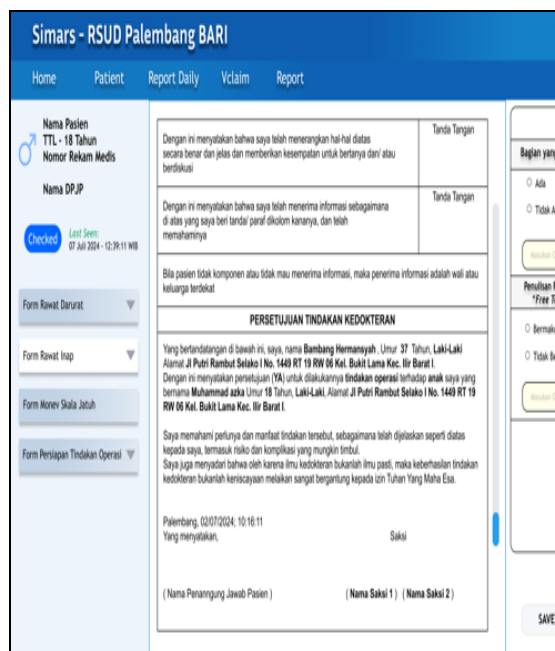 Simars - RSUD Palembang BARI
Home Patient Report Daily Vclaim Report
Nama Pasien
TTL - 18 Tahun
Nomor Rekam Medis
Nama DPJP
Checked
Last Seen:
07 Juli 2024 - 12:39:11 WIB
Form Rawat Darurat
Form Rawat Inap
Form Monev Skala Jatuh
Form Persiapan Tindakan Operasi
Dengan ini menyatakan bahwa saya telah menerangkan hal-hal diatas
secara benar dan jelas dan memberikan kesempatan untuk bertanya dan/ atau
berdiskusi
Tanda Tangan
Dengan ini menyatakan bahwa saya telah menerima informasi sebagaimana
di atas yang saya beri tanda/ paraf dikolom kananya, dan telah
memahaminya
Tanda Tangan
Bila pasien tidak komponen atau tidak mau menerima informasi, maka penerima informasi adalah wali atau
keluarga terdekat
PERSETUJUAN TINDAKAN KEDOKTERAN
Yang bertandatangan di bawah ini, saya, nama Bambang Hermansyah , Umur 37 Tahun, Laki-Laki
Alamat Jl Putri Rambut Selako I No. 1449 RT 19 RW 06 Kel. Bukit Lama Kec. Ilir Barat I.
Dengan ini menyatakan persetujuan (YA) untuk dilakukannya tindakan operasi terhadap anak saya yang
bernama Muhammad azka Umur 18 Tahun, Laki-Laki, Alamat Jl Putri Rambut Selako I No. 1449 RT 19
RW 06 Kel. Bukit Lama Kec. Ilir Barat I.
Saya memahami perlunya dan manfaat tindakan tersebut, sebagaimana telah dijelaskan seperti diatas
kepada saya, termasuk risiko dan komplikasi yang mungkin timbul.
Saya juga menyadari bahwa oleh karena ilmu kedokteran bukanlah ilmu pasti, maka keberhasilan tindakan
kedokteran bukanlah keniscayaan melaikan sangat bergantung kepada izin Tuhan Yang Maha Esa.
Palembang, 02/07/2024; 10:16:11
Yang menyatakan, Saksi
( Nama Penanngung Jawab Pasien ) ( Nama Saksi 1 ) ( Nama Saksi 2 )
Bagian yang
Ada
Tidak A
Penulisan
*Free
Bermak
Tidak Be
SAVE